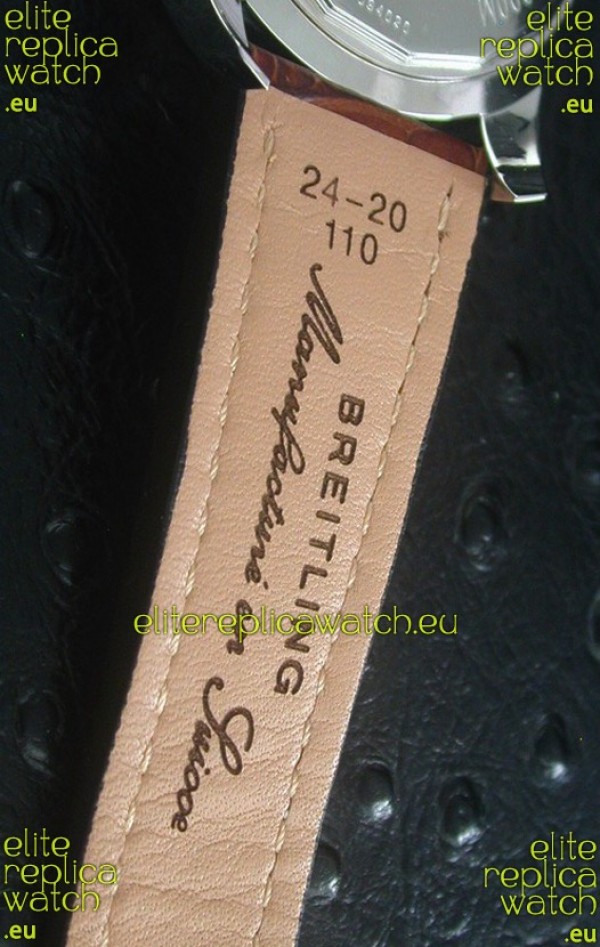 elite
replica
watch
.eu
elite
replica
watch
.eu
24-20
110
BREITLING
Manufacturé en Suisse
elitereplicawatch.eu
elite
replica
watch
.eu
elite
replica
watch
.eu